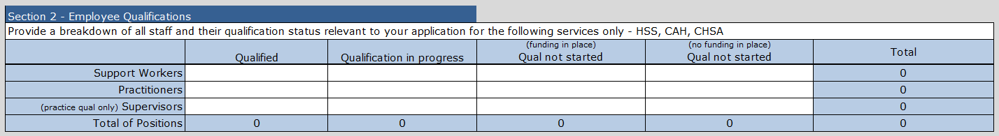 Section 2 - Employee Qualifications
Provide a breakdown of all staff and their qualification status relevant to your application for the following services only - HSS, CAH, CHSA
Qualified Qualification in progress (funding in place) Qual not started (no funding in place) Qual not started Total
Support Workers 0
Practitioners 0
(practice qual only) Supervisors 0
Total of Positions 0 0 0 0 0